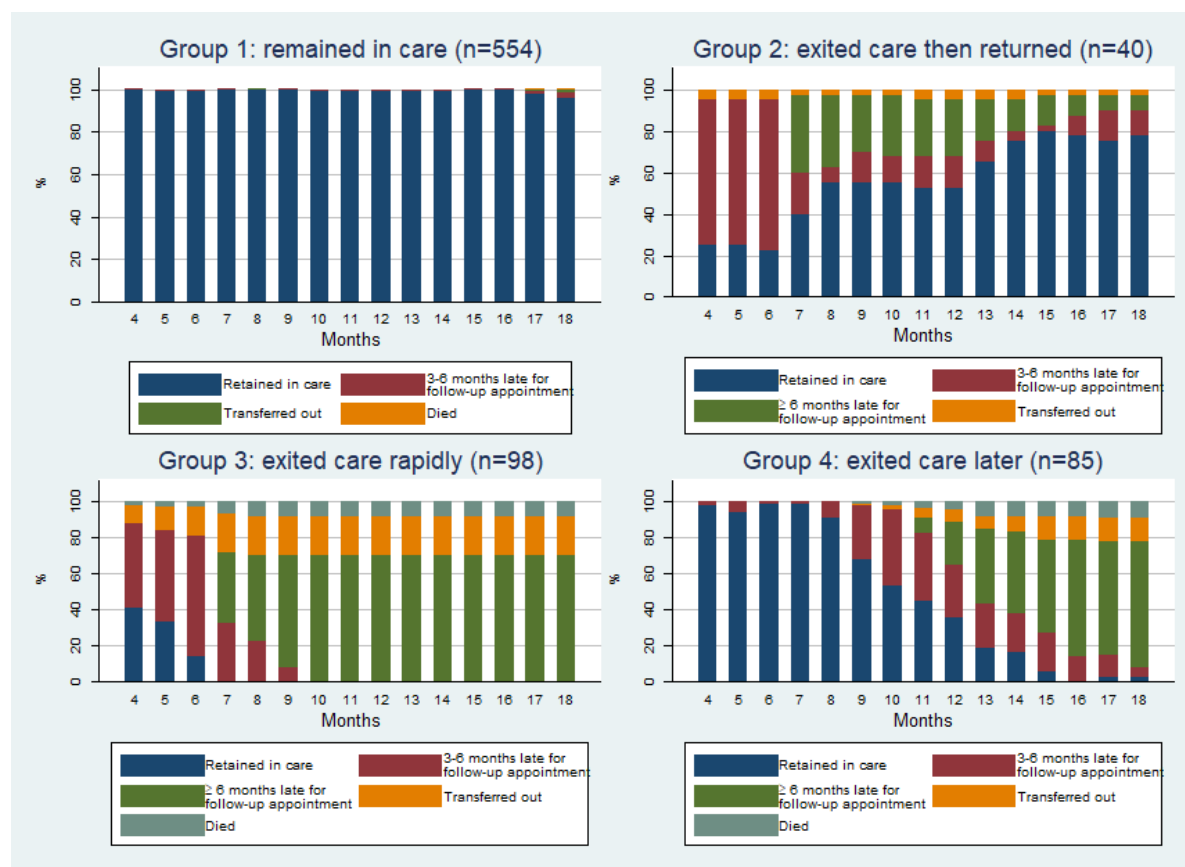 Group 1: remained in care (n=554)
%
0 20 40 60 80 100
4 5 6 7 8 9 10 11 12 13 14 15 16 17 18
Months
Retained in care
3-6 months late for
follow-up appointment
Transferred out
Died
Group 2: exited care then returned (n=40)
%
0 20 40 60 80 100
4 5 6 7 8 9 10 11 12 13 14 15 16 17 18
Months
Retained in care
3-6 months late for
follow-up appointment
≥ 6 months late for
follow-up appointment
Transferred out
Group 3: exited care rapidly (n=98)
%
0 20 40 60 80 100
4 5 6 7 8 9 10 11 12 13 14 15 16 17 18
Months
Retained in care
3-6 months late for
follow-up appointment
≥ 6 months late for
follow-up appointment
Transferred out
Died
Group 4: exited care later (n=85)
%
0 20 40 60 80 100
4 5 6 7 8 9 10 11 12 13 14 15 16 17 18
Months
Retained in care
3-6 months late for
follow-up appointment
≥ 6 months late for
follow-up appointment
Transferred out
Died